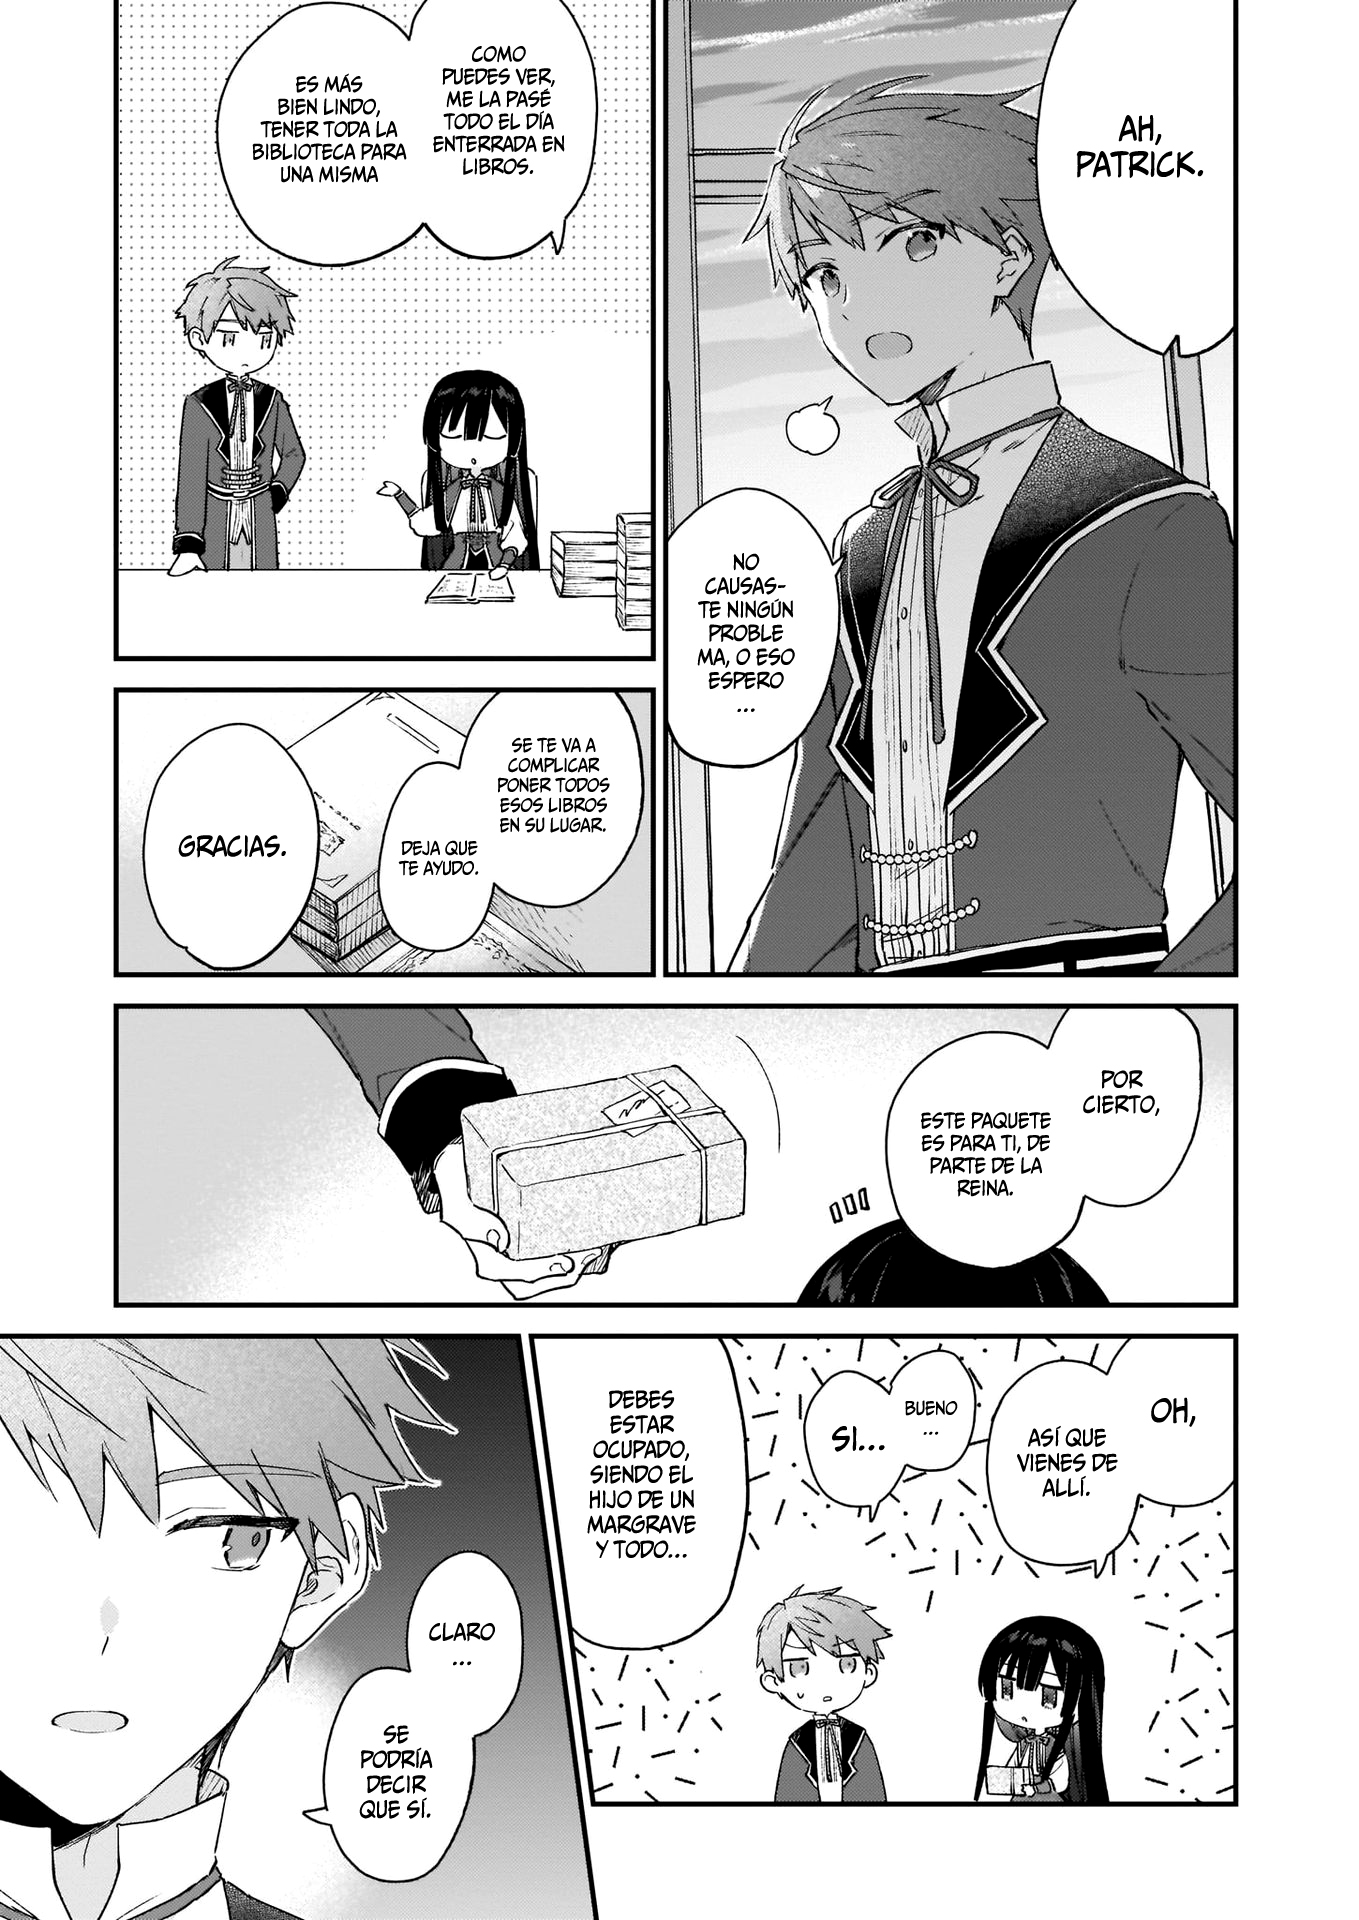 AH,
PATRICK.
NO
CAUSAS-
TE NINGÚN
PROBLE
MA, O ESO
ESPERO
...
COMO
PUEDES VER,
ME LA PASÉ
TODO EL DÍA
ENTERRADA EN
LIBROS.
ES MÁS
BIEN LINDO,
TENER TODA LA
BIBLIOTECA PARA
UNA MISMA
SE TE VA A
COMPLICAR
PONER TODOS
ESOS LIBROS
EN SU LUGAR.
DEJA QUE
TE AYUDO.
GRACIAS.
POR
CIERTO,
ESTE PAQUETE
ES PARA TI, DE
PARTE DE LA
REINA.
OH,
ASÍ QUE
VIENES DE
ALLÍ.
BUENO
...
SI...
DEBES
ESTAR
OCUPADO,
SIENDO EL
HIJO DE UN
MARGRAVE
Y TODO...
CLARO
...
SE
PODRÍA
DECIR
QUE SÍ.